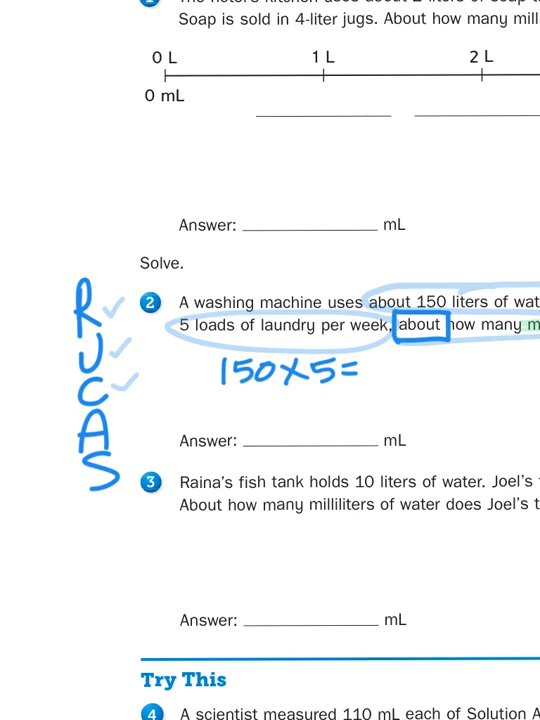 Soap is sold in 4-liter jugs. About how many mill
0 L 1 L 2 L
0 mL
Answer: mL
Solve.
2 A washing machine uses about 150 liters of wat
5 loads of laundry per week, about how many m
150 x 5 =
R
U
C
A
S
Answer: mL
3 Raina's fish tank holds 10 liters of water. Joel's
About how many milliliters of water does Joel's t
Answer: mL
Try This
4 A scientist measured 110 mL each of Solution A